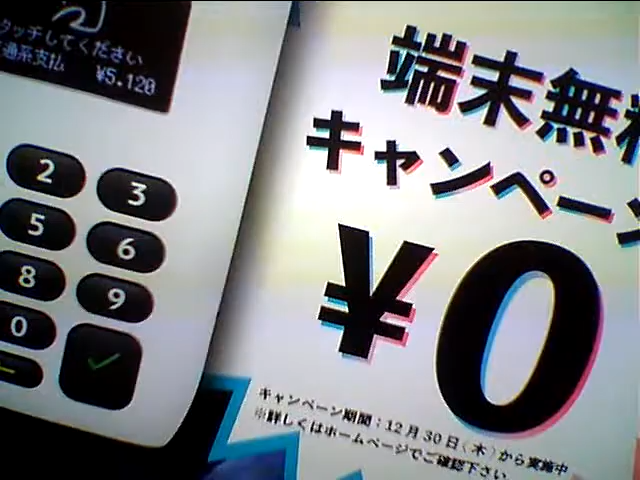 タッチしてください
通系支払 ¥5.120
2
3
5
6
8
9
0
端末無料
キャンペーン
¥0
キャンペーン期間:12月30日(木)から実施中
※詳しくはホームページでご確認下さい